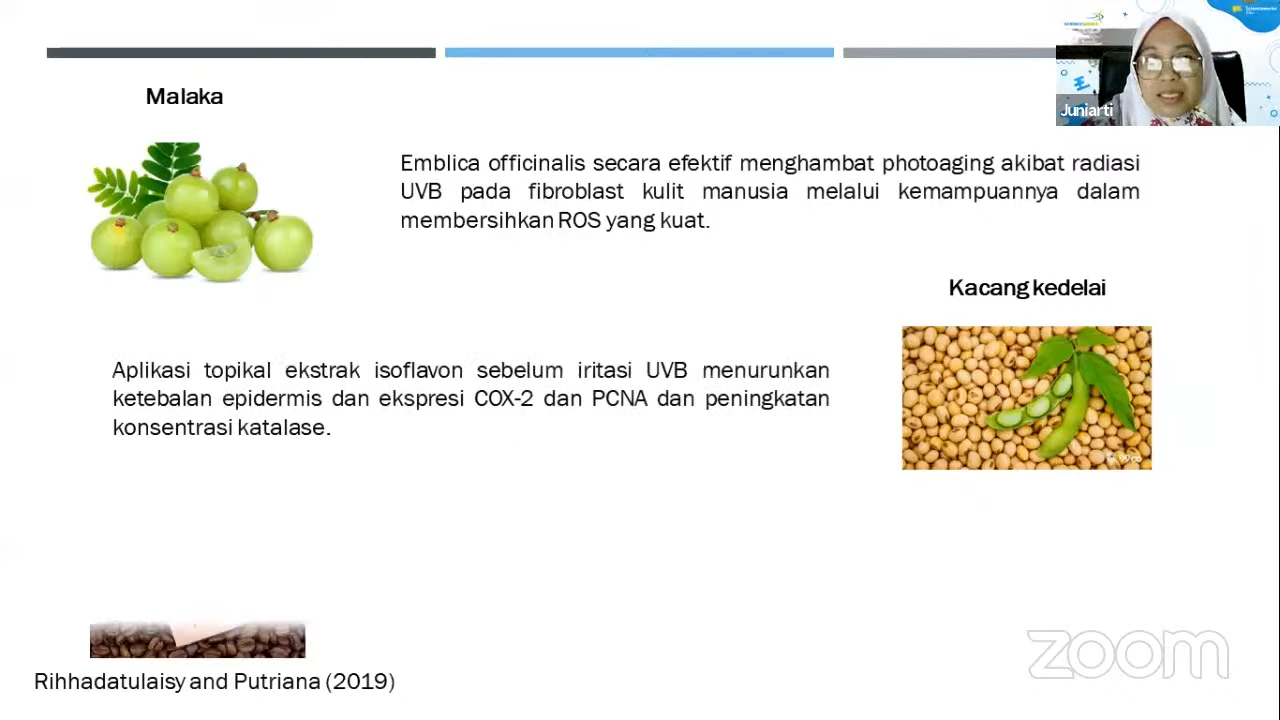 Malaka
Emblica officinalis secara efektif menghambat photoaging akibat radiasi
UVB pada fibroblast kulit manusia melalui kemampuannya dalam
membersihkan ROS yang kuat.
Juniarti
Kacang kedelai
Aplikasi topikal ekstrak isoflavon sebelum iritasi UVB menurunkan
ketebalan epidermis dan ekspresi COX-2 dan PCNA dan peningkatan
konsentrasi katalase.
zoom
Rihhadatulaisy and Putriana (2019)